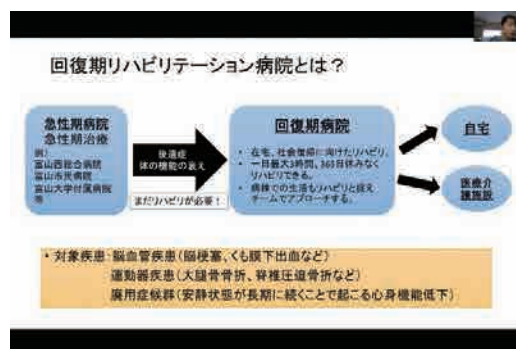 回復期リハビリテーション病院とは？
急性期病院
急性期治療
例）
富山西総合病院
富山市民病院
富山大学付属病院
等
後遺症
体の機能の衰え
まだリハビリが必要！
回復期病院
・ 在宅、社会復帰に向けたリハビリ。
・ 一日最大3時間、365日休みなく
リハビリできる。
・ 病棟での生活もリハビリと捉え
チームでアプローチする。
自宅
医療介
護施設
・対象疾患：脳血管疾患（脳梗塞、くも膜下出血など）
運動器疾患（大腿骨骨折、脊椎圧迫骨折など）
廃用症候群（安静状態が長期に続くことで起こる心身機能低下）